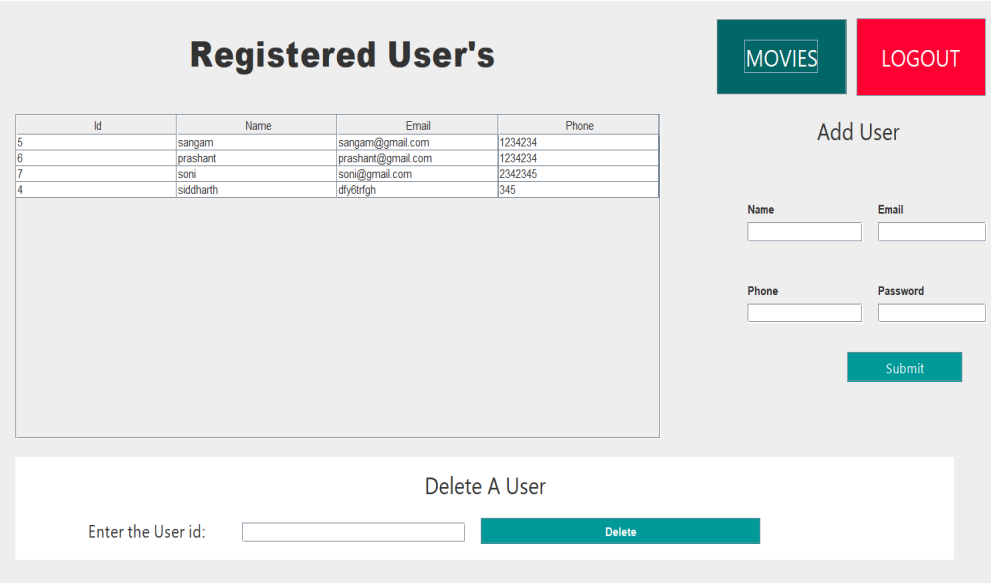 Registered User's
MOVIES
LOGOUT
Id Name Email Phone
5 sangam sangam@gmail.com 1234234
6 prashant prashant@gmail.com 1234234
7 soni soni@gmail.com 2342345
4 siddharth dfy6trfgh 345
Add User
Name Email
Phone Password
Submit
Delete A User
Enter the User id: Delete